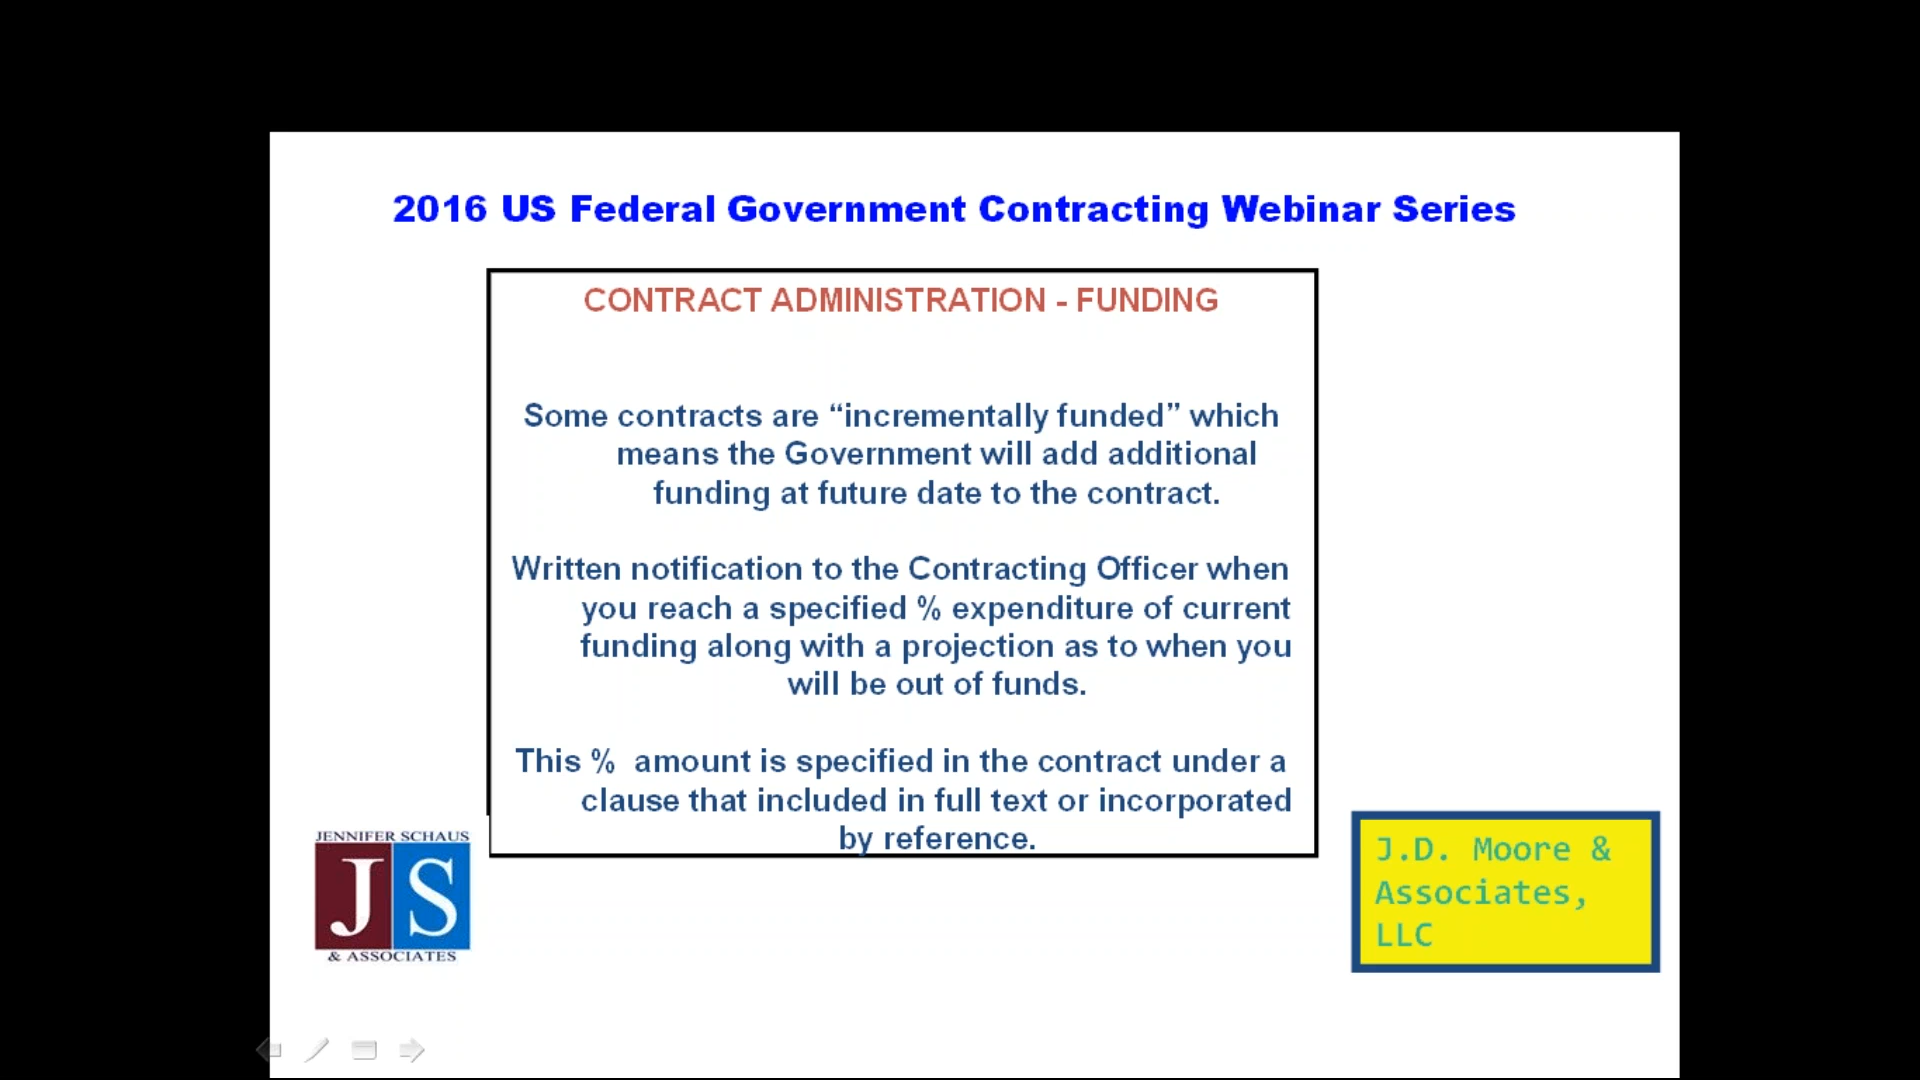 2016 US Federal Government Contracting Webinar Series
CONTRACT ADMINISTRATION - FUNDING
Some contracts are “incrementally funded” which
means the Government will add additional
funding at future date to the contract.
Written notification to the Contracting Officer when
you reach a specified % expenditure of current
funding along with a projection as to when you
will be out of funds.
This %  amount is specified in the contract under a
clause that included in full text or incorporated
by reference.
JENNIFER SCHAUS
JS
& ASSOCIATES
J.D. Moore &
Associates,
LLC